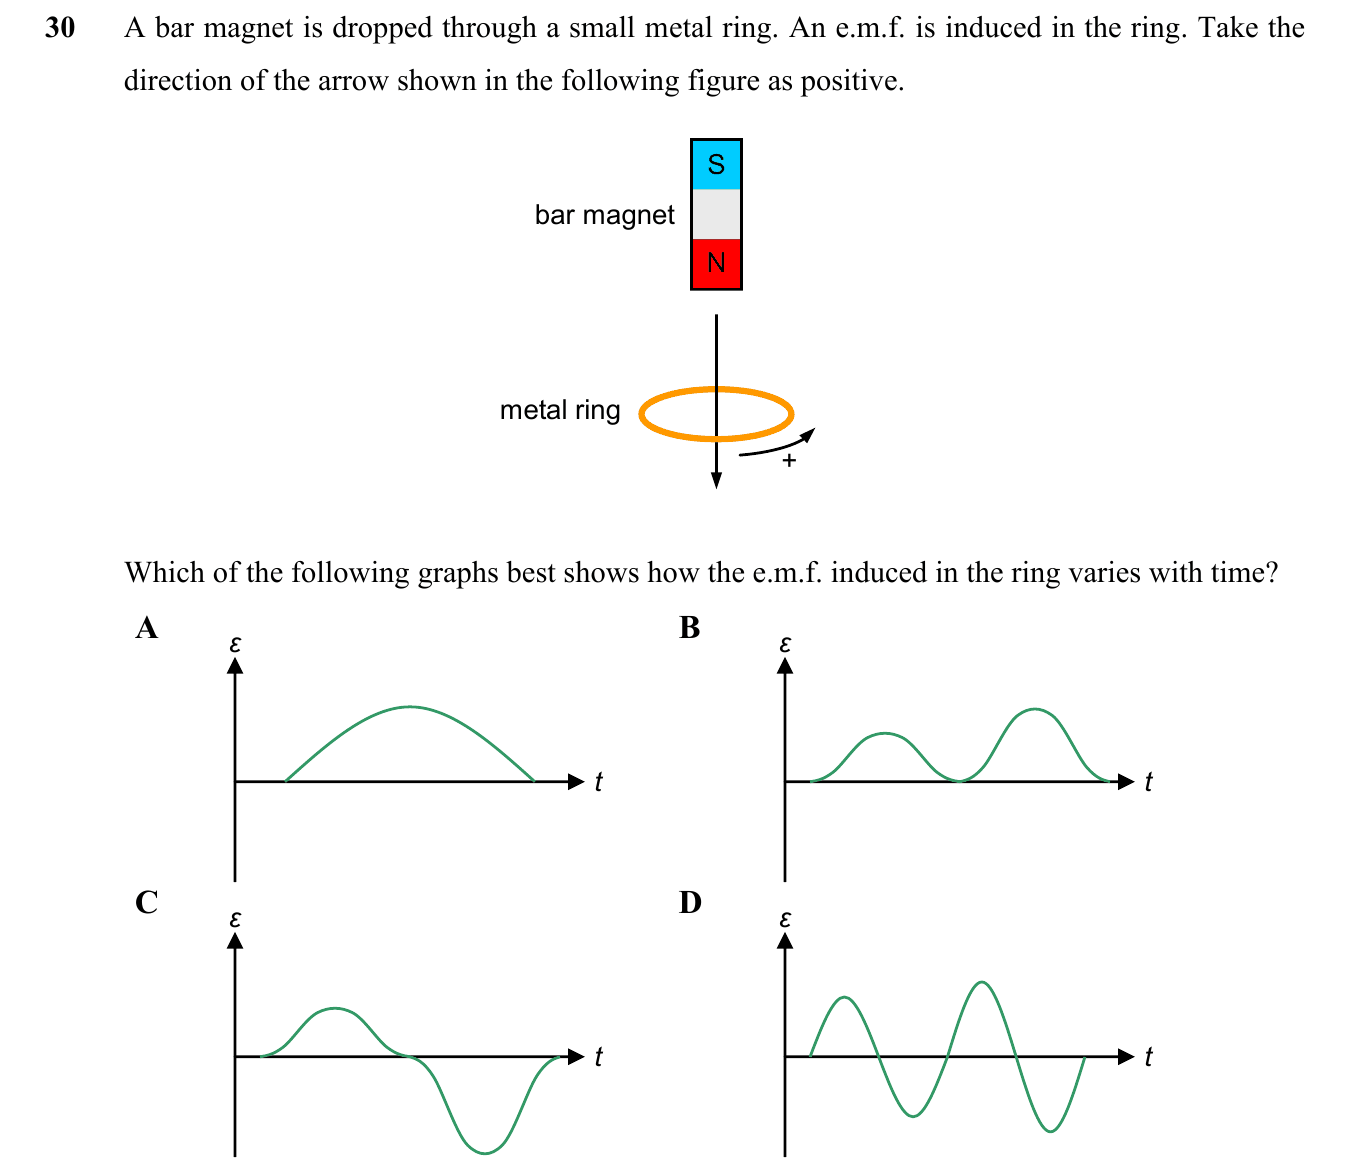 30 A bar magnet is dropped through a small metal ring. An e.m.f. is induced in the ring. Take the
direction of the arrow shown in the following figure as positive.
S
bar magnet
N
metal ring
+
Which of the following graphs best shows how the e.m.f. induced in the ring varies with time?
A
ε
t
B
ε
t
C
ε
t
D
ε
t